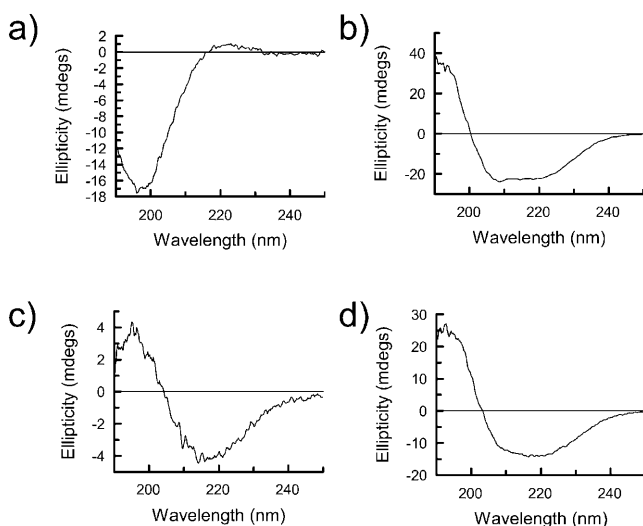 a)
2
0
-2
-4
-6
-8
-10
-12
-14
-16
-18
Ellipticity (mdegs)
200 220 240
Wavelength (nm)
b)
40
20
0
-20
Ellipticity (mdegs)
200 220 240
Wavelength (nm)
c)
4
2
0
-2
-4
Ellipticity (mdegs)
200 220 240
Wavelength (nm)
d)
30
20
10
0
-10
-20
Ellipticity (mdegs)
200 220 240
Wavelength (nm)